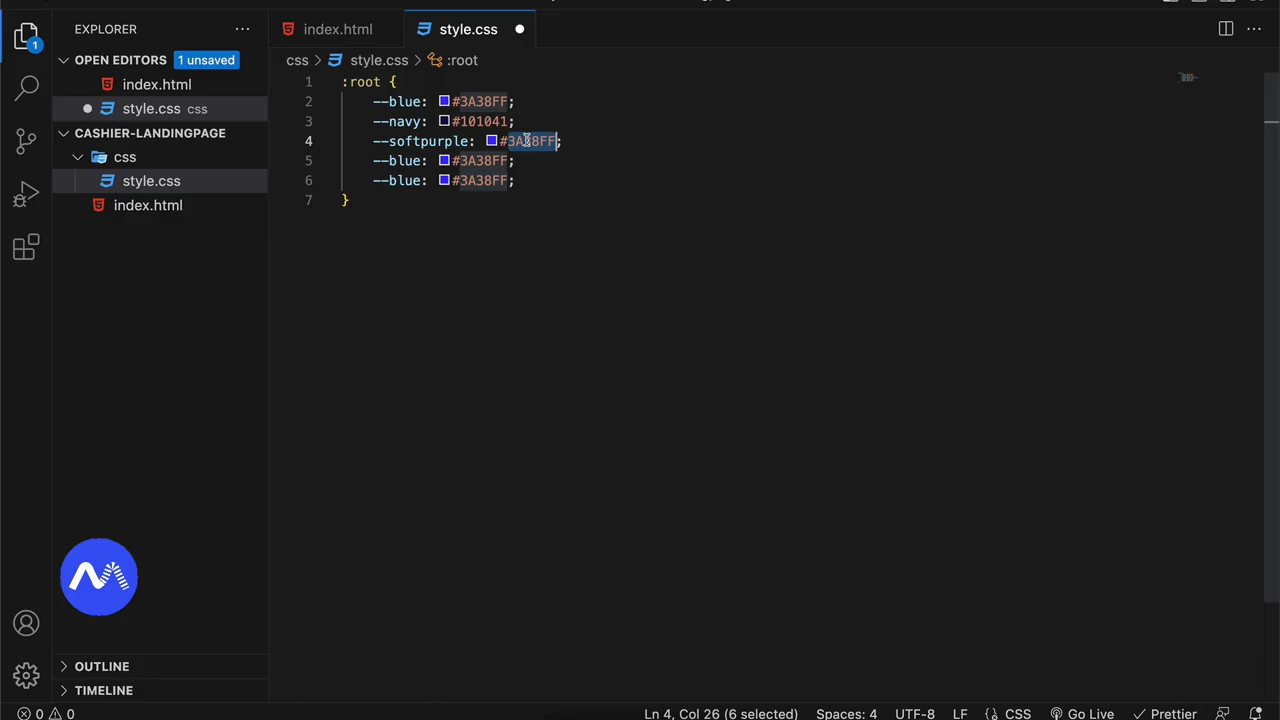 EXPLORER
index.html
style.css
OPEN EDITORS
1 unsaved
css > style.css > :root
index.html
style.css css
CASHIER-LANDINGPAGE
css
style.css
index.html
1
1 :root {
2 --blue: #3A38FF;
3 --navy: #101041;
4 --softpurple: #3A38FF;
5 --blue: #3A38FF;
6 --blue: #3A38FF;
7 }
OUTLINE
TIMELINE
0 0
Ln 4, Col 26 (6 selected)
Spaces: 4
UTF-8
LF
{} CSS
Go Live
Prettier